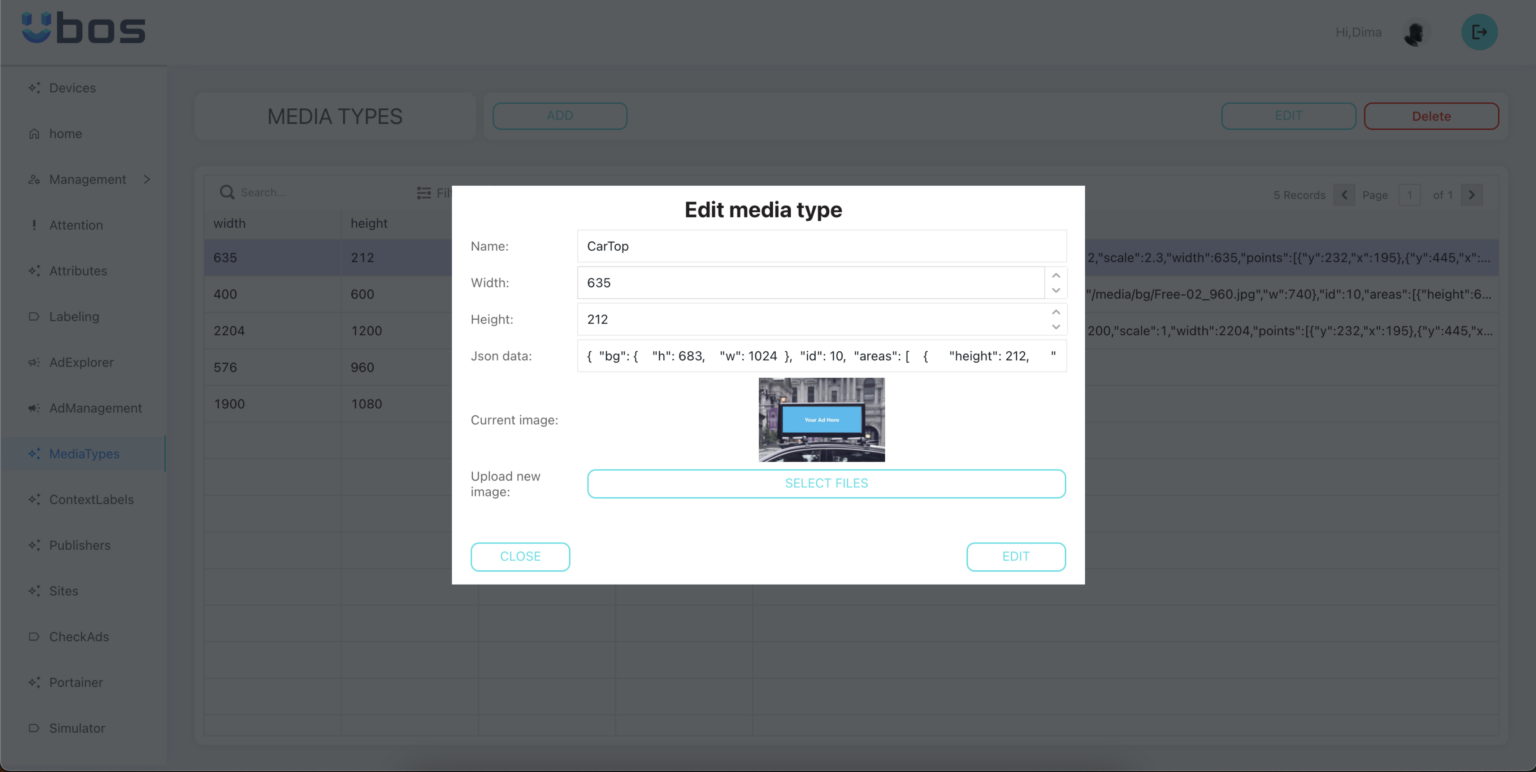 Ubos
Hi,Dima
Devices
home
Management
Attention
Attributes
Labeling
AdExplorer
AdManagement
MediaTypes
ContextLabels
Publishers
Sites
CheckAds
Portainer
Simulator
MEDIA TYPES
ADD
EDIT
Delete
Search...
Fil
5 Records
Page
1
of 1
width
height
635
212
2,"scale":2.3,"width":635,"points":[{"y":232,"x":195},{"y":445,"x":...
400
600
"/media/bg/Free-02_960.jpg","w":740},"id":10,"areas":[{"height":6...
2204
1200
200,"scale":1,"width":2204,"points":[{"y":232,"x":195},{"y":445,"x...
576
960
1900
1080
Edit media type
Name:
CarTop
Width:
635
Height:
212
Json data:
{ "bg": { "h": 683, "w": 1024 }, "id": 10, "areas": [ { "height": 212, "
Current image:
Your Ad Here
Upload new
image:
SELECT FILES
CLOSE
EDIT